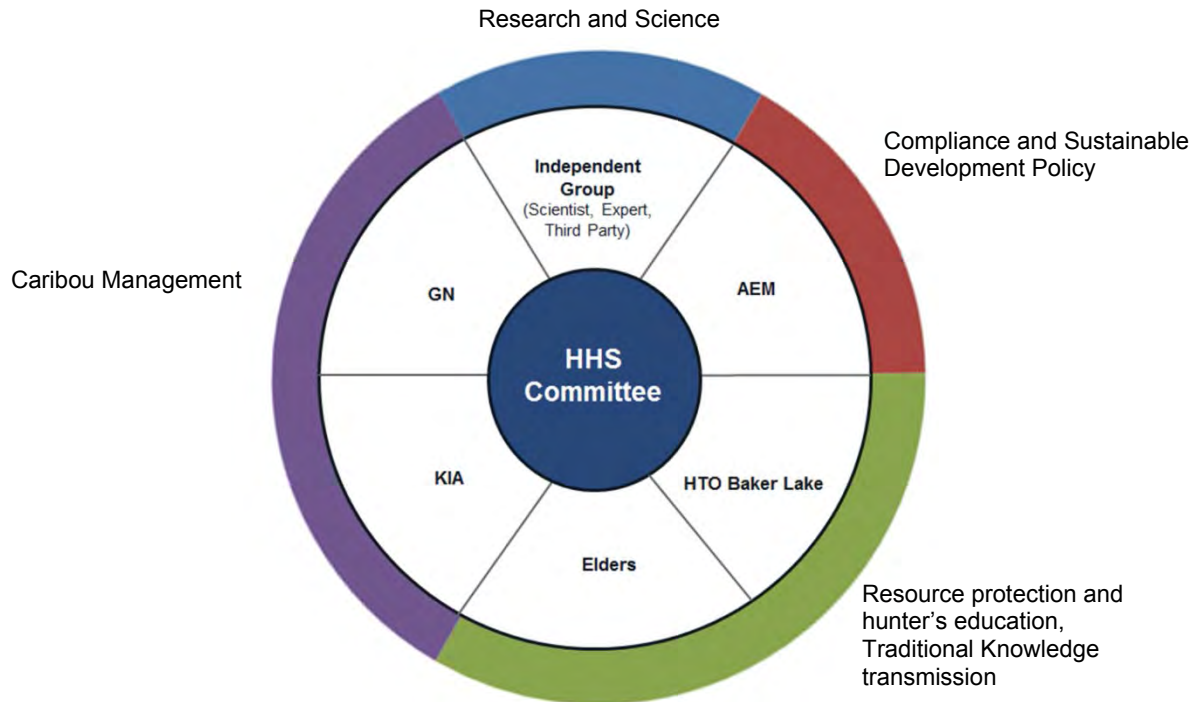 Research and Science
Compliance and Sustainable
Development Policy
Independent
Group
(Scientist, Expert,
Third Party)
Caribou Management
GN
AEM
HHS
Committee
KIA
HTO Baker Lake
Elders
Resource protection and
hunter’s education,
Traditional Knowledge
transmission